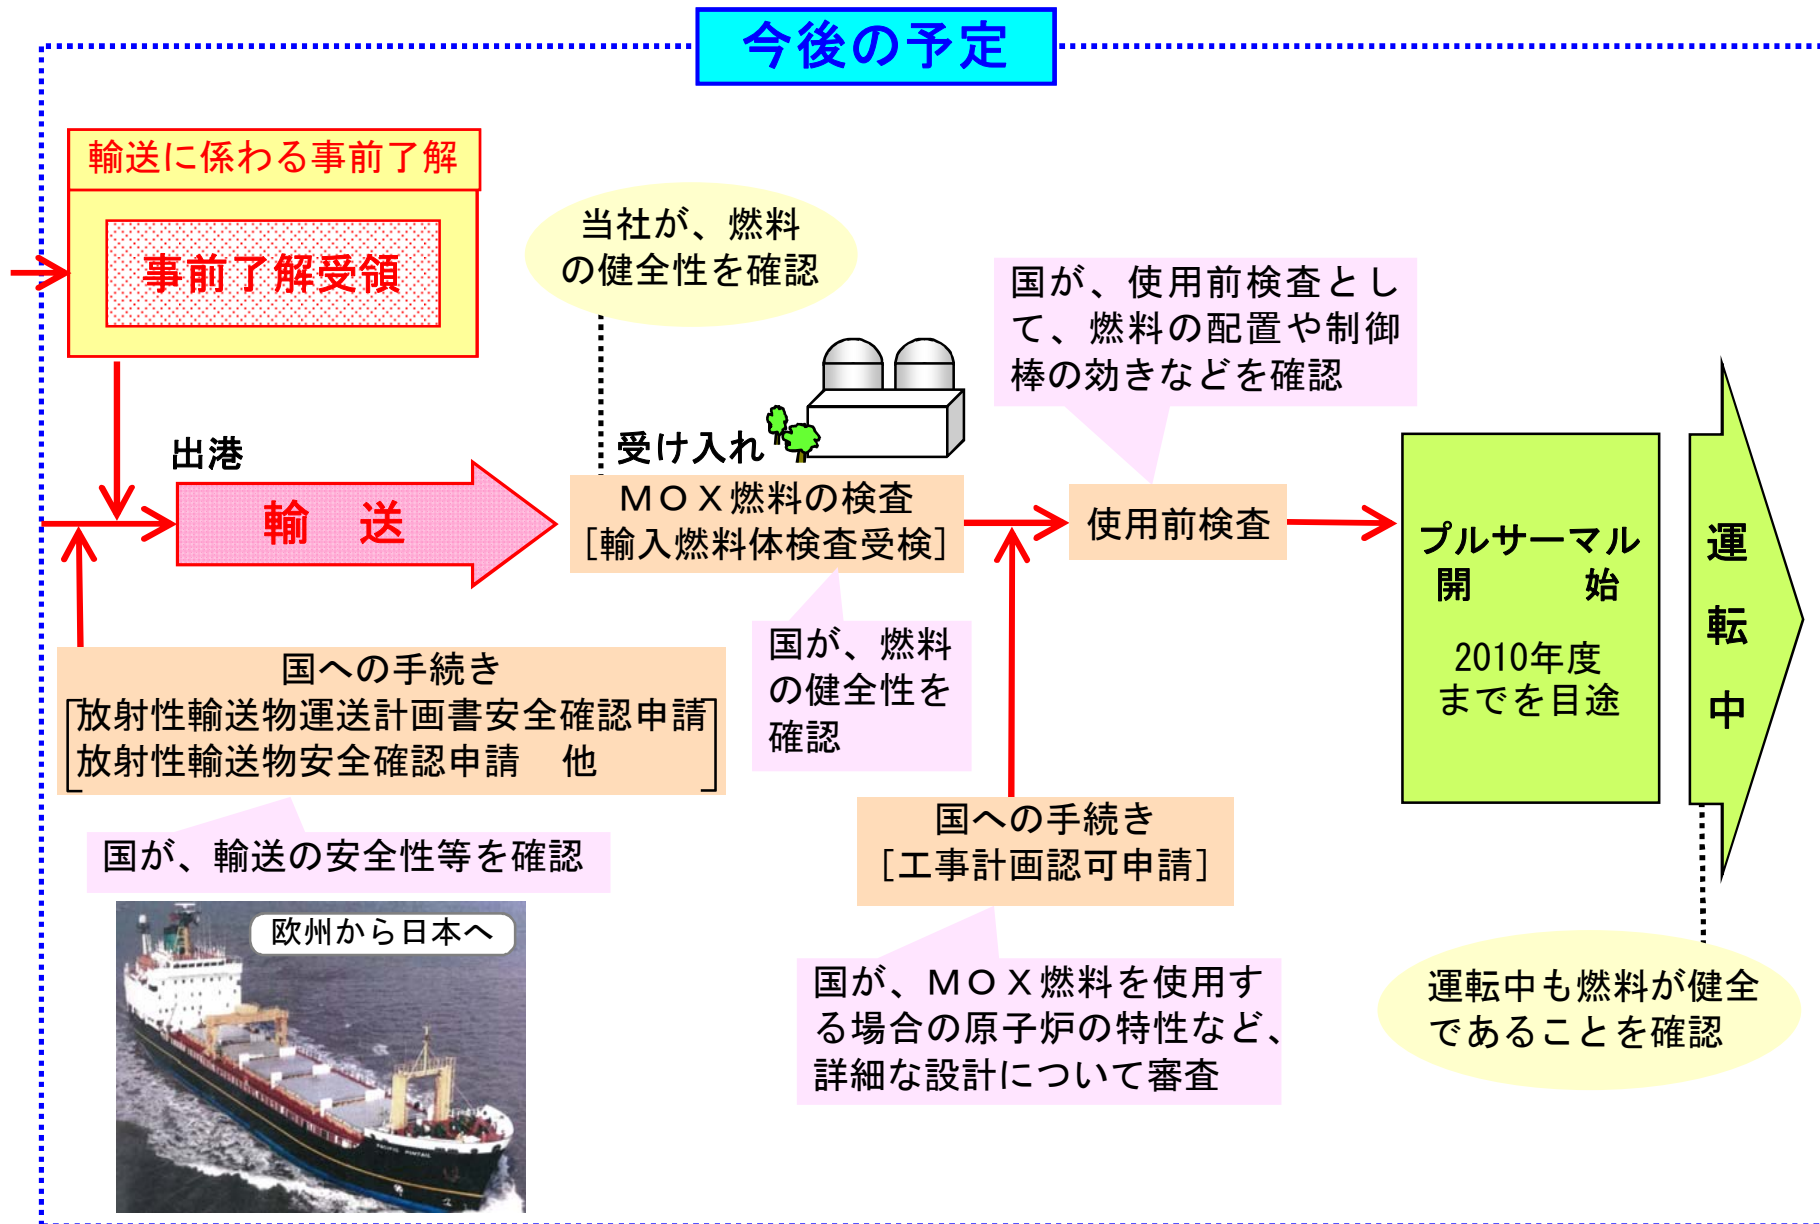 今後の予定
輸送に係わる事前了解
事前了解受領
当社が、燃料
の健全性を確認
国が、使用前検査とし
て、燃料の配置や制御
棒の効きなどを確認
出港
輸　送
受け入れ
ＭＯＸ燃料の検査
[輸入燃料体検査受検]
使用前検査
プルサーマル
開　　始
2010年度
までを目途
運
転
中
国への手続き
放射性輸送物運送計画書安全確認申請
放射性輸送物安全確認申請　他
国が、燃料
の健全性を
確認
国が、輸送の安全性等を確認
国への手続き
[工事計画認可申請]
欧州から日本へ
PACIFIC PINTAIL
国が、ＭＯＸ燃料を使用す
る場合の原子炉の特性など、
詳細な設計について審査
運転中も燃料が健全
であることを確認